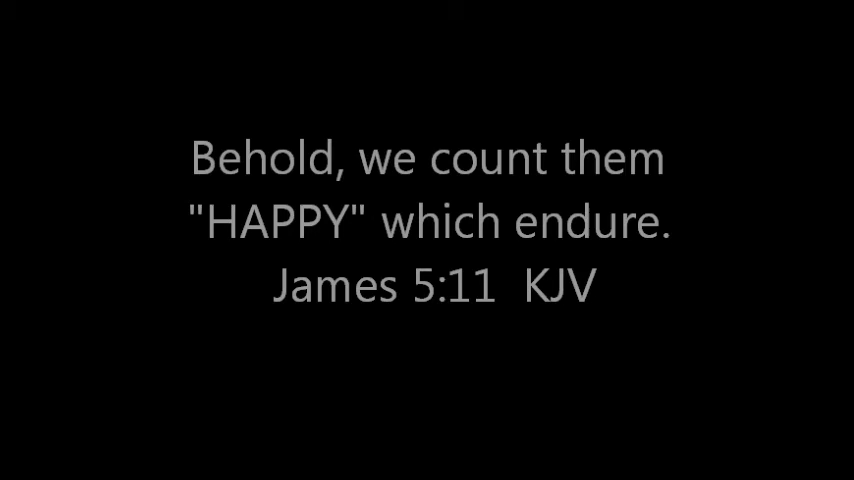 Behold, we count them
"HAPPY" which endure.
James 5:11  KJV